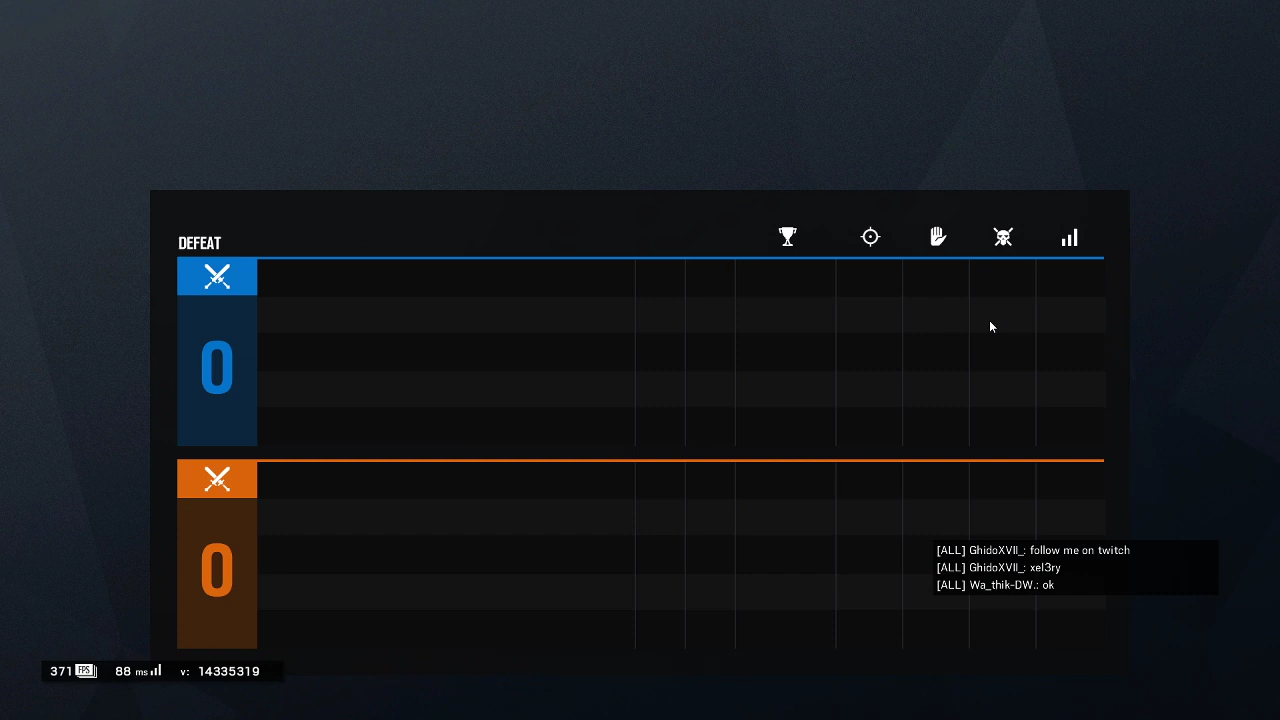 DEFEAT
0
0
[ALL] GhidoXVII_: follow me on twitch
[ALL] GhidoXVII_: xel3ry
[ALL] Wa_thik-DW.: ok
371 FPS 88 ms v: 14335319